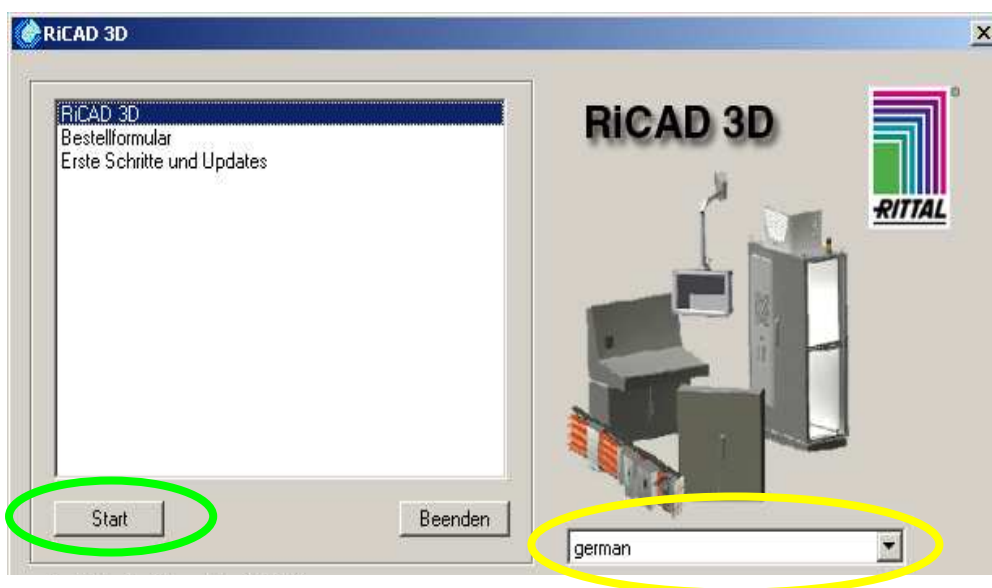 RiCAD 3D
RiCAD 3D
Bestellformular
Erste Schritte und Updates
Start
Beenden
RiCAD 3D
RITTAL
german